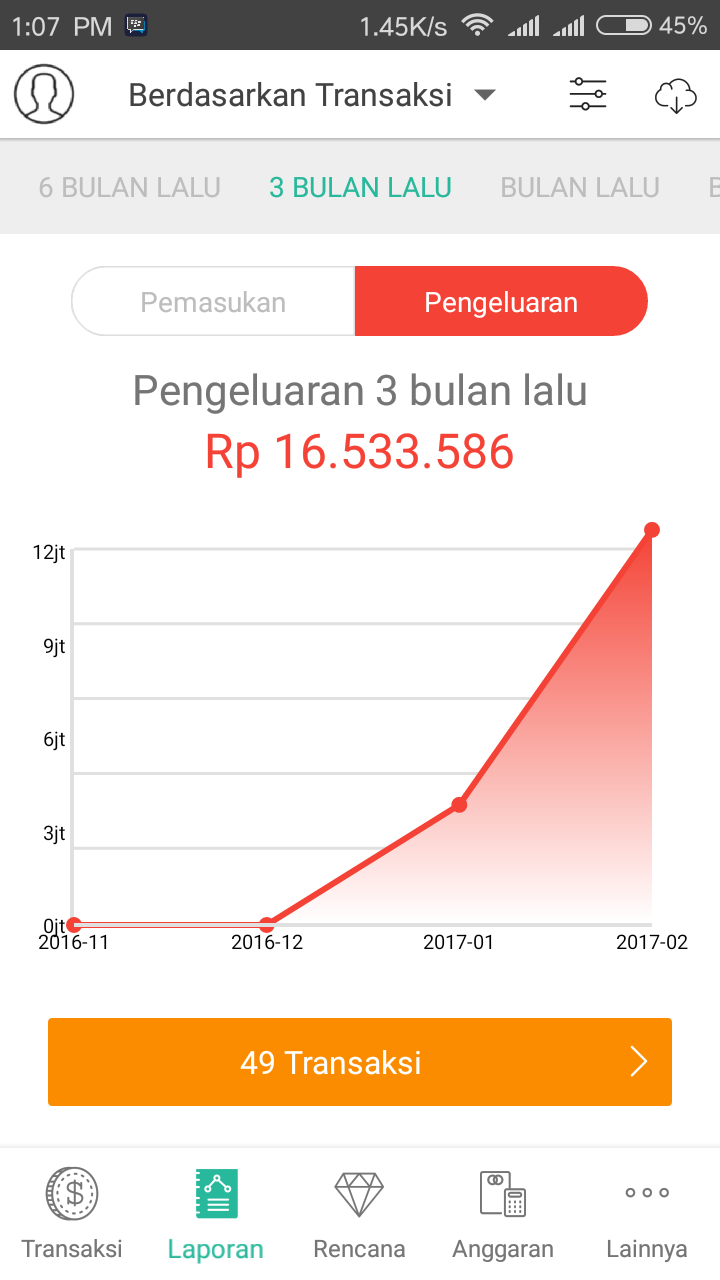 1:07 PM 1.45K/s 45%
Berdasarkan Transaksi
6 BULAN LALU 3 BULAN LALU BULAN LALU
Pemasukan Pengeluaran
Pengeluaran 3 bulan lalu
Rp 16.533.586
12jt
9jt
6jt
3jt
0jt
2016-11 2016-12 2017-01 2017-02
49 Transaksi
Transaksi Laporan Rencana Anggaran Lainnya